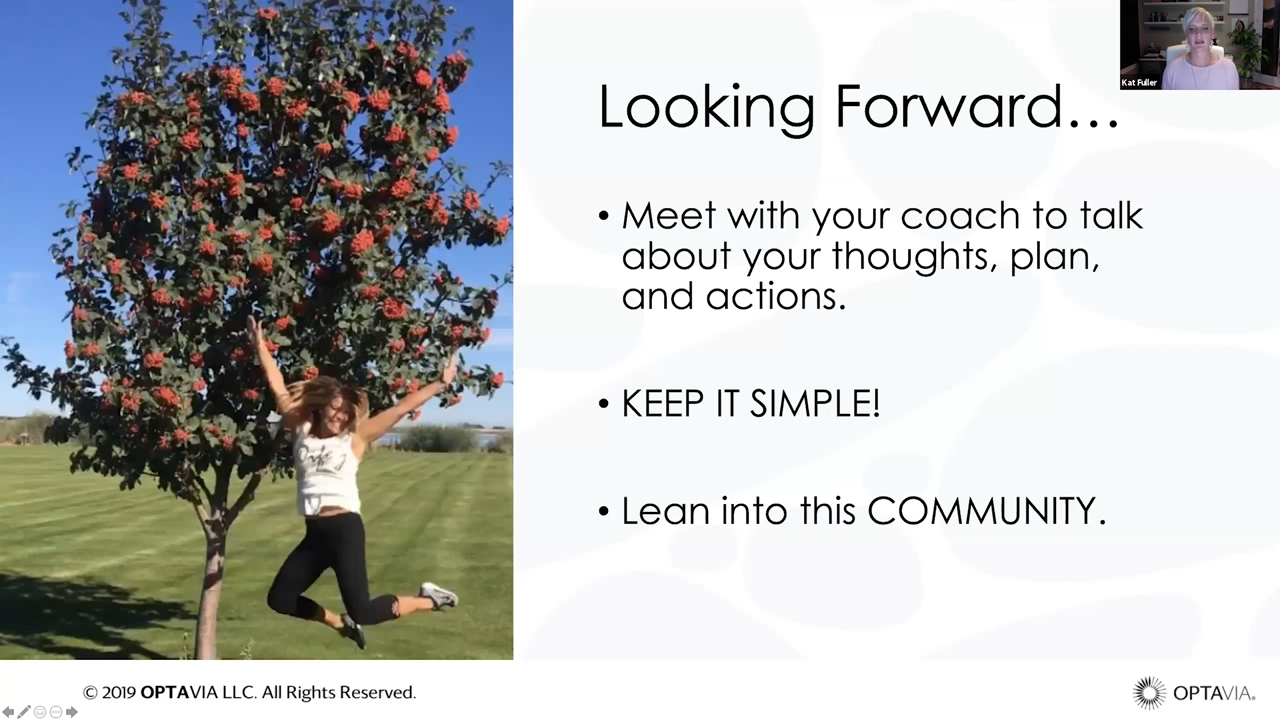 Kat Fuller
Looking Forward...
• Meet with your coach to talk
about your thoughts, plan,
and actions.
• KEEP IT SIMPLE!
• Lean into this COMMUNITY.
© 2019 OPTAVIA LLC. All Rights Reserved.
OPTAVIA®